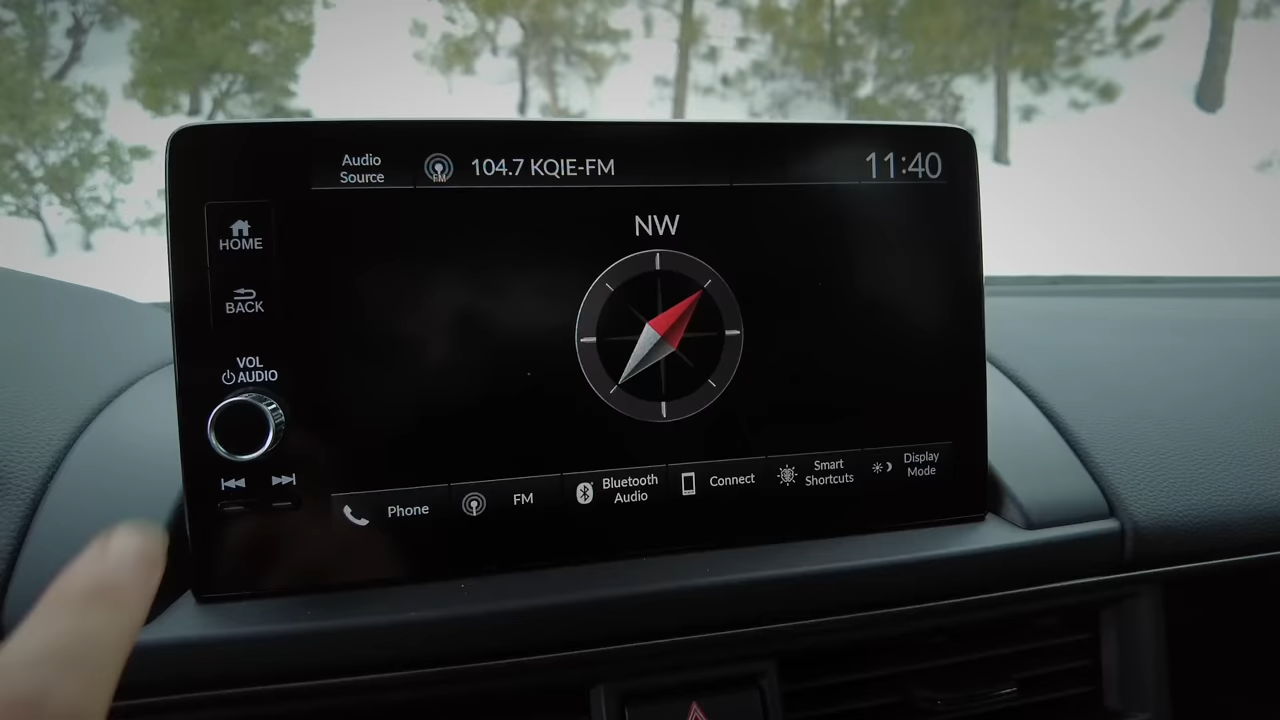 Audio
Source
FM
104.7 KQIE-FM
11:40
NW
HOME
BACK
VOL
AUDIO
Phone
FM
Bluetooth
Audio
Connect
Smart
Shortcuts
Display
Mode